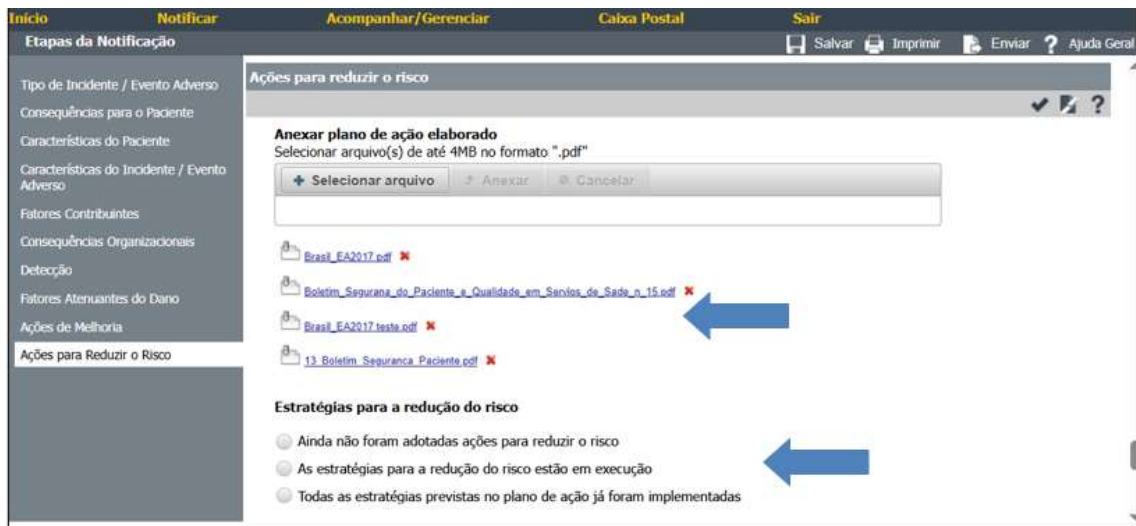 Início Notificar Acompanhar/Gerenciar Caixa Postal Sair
Etapas da Notificação Salvar Imprimir Enviar ? Ajuda Geral
Tipo de Incidente / Evento Adverso
Consequências para o Paciente
Características do Paciente
Características do Incidente / Evento
Adverso
Fatores Contribuintes
Consequências Organizacionais
Detecção
Fatores Atenuantes do Dano
Ações de Melhoria
Ações para Reduzir o Risco
Ações para reduzir o risco
?
Anexar plano de ação elaborado
Selecionar arquivo(s) de até 4MB no formato ".pdf"
+ Selecionar arquivo Anexar Cancelar
Brasil_EA2017.pdf
Boletim_Segurana_do_Paciente_e_Qualidade_em_Servios_de_Sade_n_15.pdf
Brasil_EA2017.teste.pdf
13_Boletim_Seguranca_Paciente.pdf
Estratégias para a redução do risco
Ainda não foram adotadas ações para reduzir o risco
As estratégias para a redução do risco estão em execução
Todas as estratégias previstas no plano de ação já foram implementadas